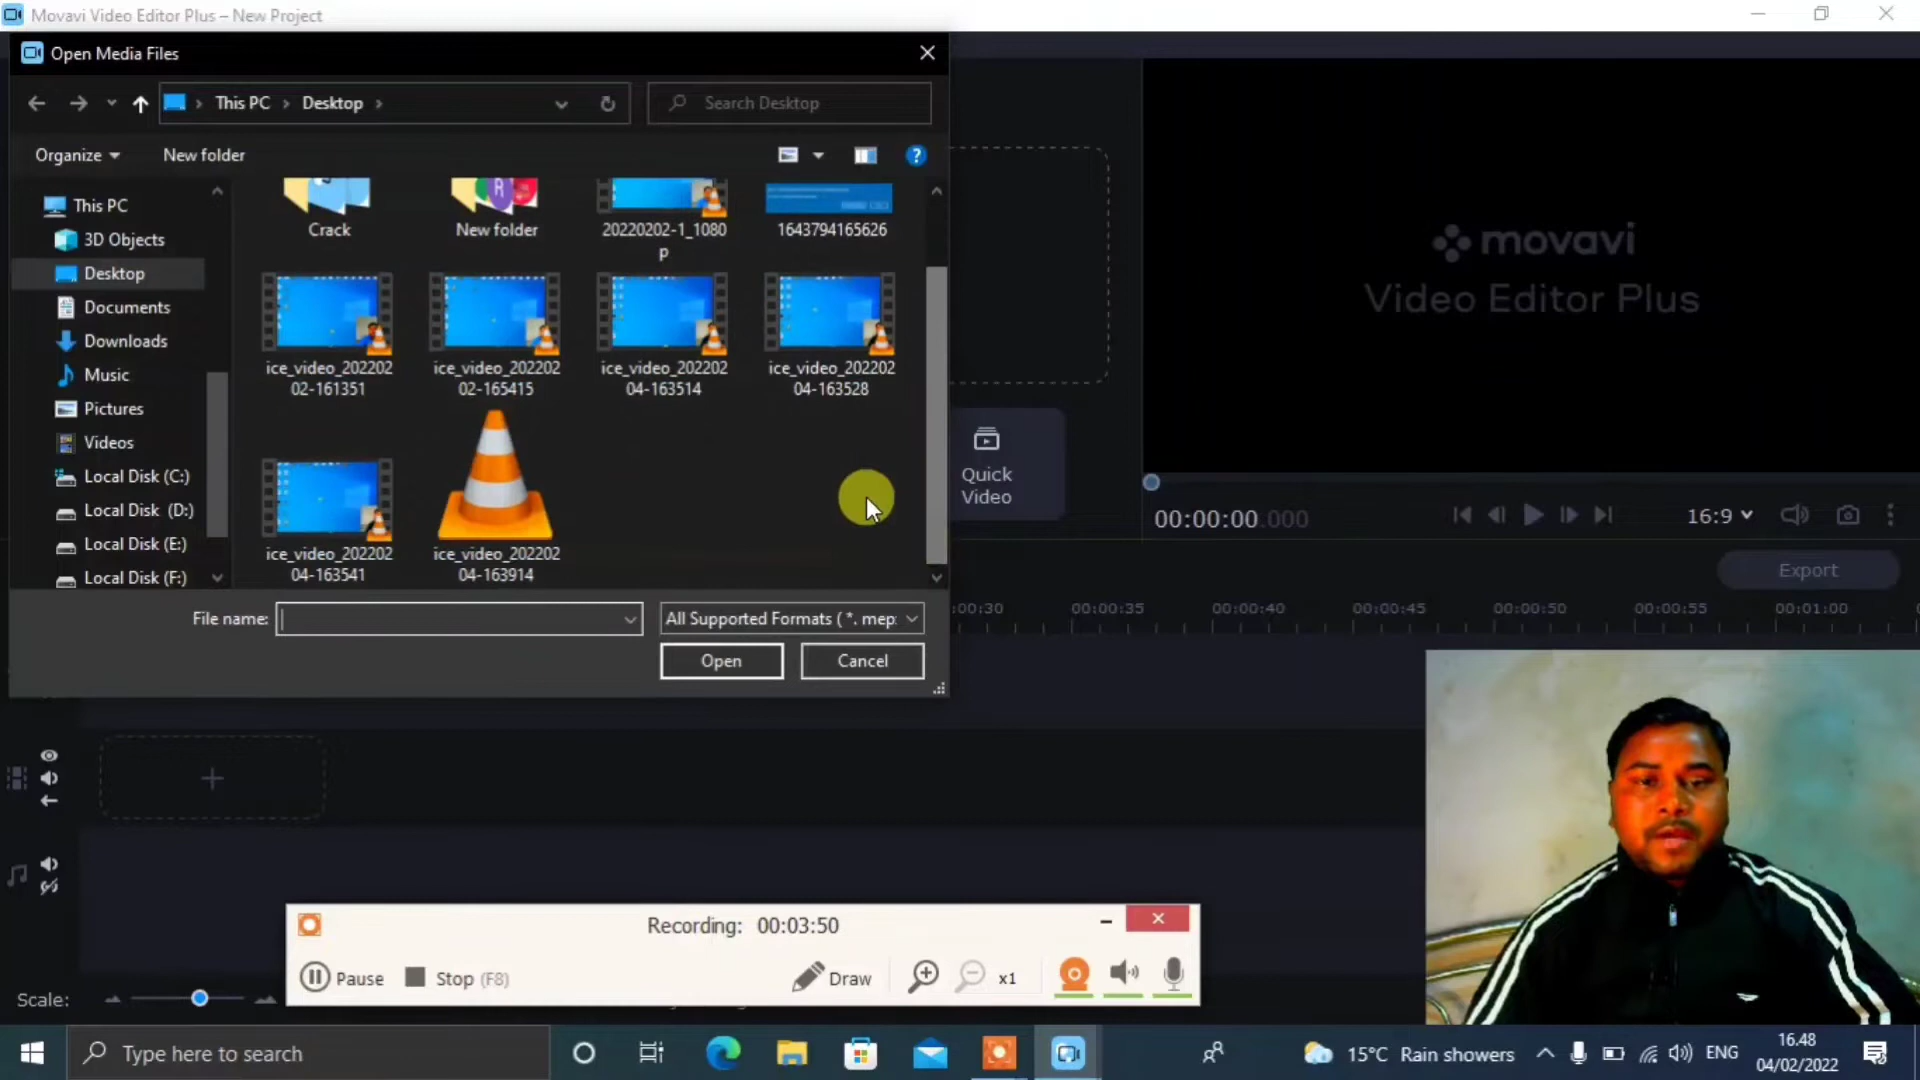 Movavi Video Editor Plus – New Project
Open Media Files
This PC
Desktop
Search Desktop
Organize
New folder
This PC
3D Objects
Desktop
Documents
Downloads
Music
Pictures
Videos
Local Disk (C:)
Local Disk (D:)
Local Disk (E:)
Local Disk (F:)
Crack
New folder
20220202-1_1080
p
1643794165626
ice_video_202202
02-161351
ice_video_202202
02-165415
ice_video_202202
04-163514
ice_video_202202
04-163528
ice_video_202202
04-163541
ice_video_202202
04-163914
File name:
All Supported Formats ( *. mep
Open
Cancel
Quick
Video
movavi
Video Editor Plus
00:00:00.000
16:9
Export
:00:30
00:00:35
00:00:40
00:00:45
00:00:50
00:00:55
00:01:00
Recording: 00:03:50
Pause
Stop (F8)
Draw
x1
Scale:
Type here to search
15°C Rain showers
ENG
16.48
04/02/2022